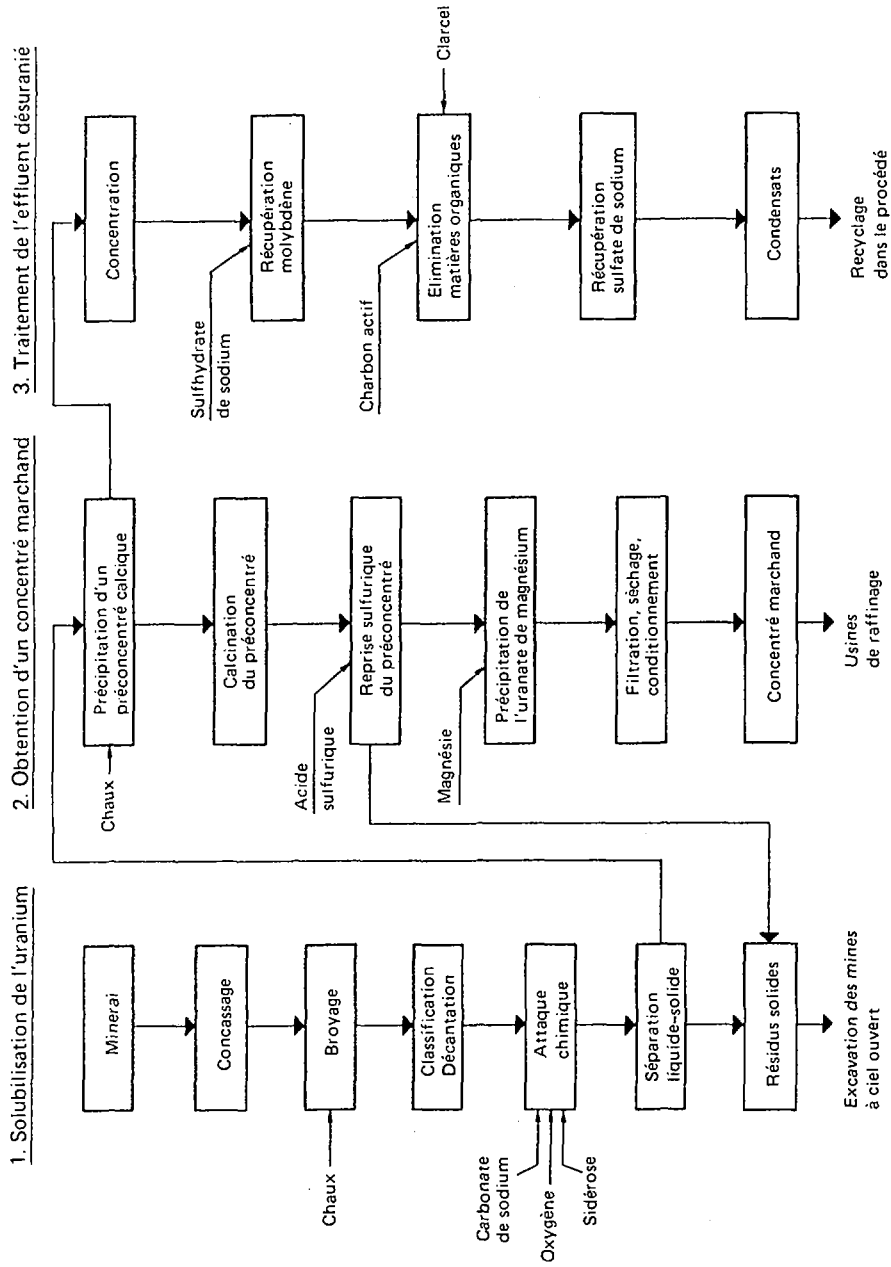 1. Solubilisation de l'uranium
Minerai
Concassage
Chaux
Broyage
Classification
Décantation
Carbonate
de sodium
Oxygène
Sidérose
Attaque
chimique
Séparation
liquide-solide
Résidus solides
Excavation des mines
à ciel ouvert
2. Obtention d'un concentré marchand
Chaux
Précipitation d'un
préconcentré calcique
Calcination
du préconcentré
Acide
sulfurique
Reprise sulfurique
du préconcentré
Magnésie
Précipitation de
l'uranate de magnésium
Filtration, séchage,
conditionnement
Concentré marchand
Usines
de raffinage
3. Traitement de l'effluent désuranié
Concentration
Sulfhydrate
de sodium
Récupération
molybdène
Charbon actif
Clarcel
Elimination
matières organiques
Récupération
sulfate de sodium
Condensats
Recyclage
dans le procédé